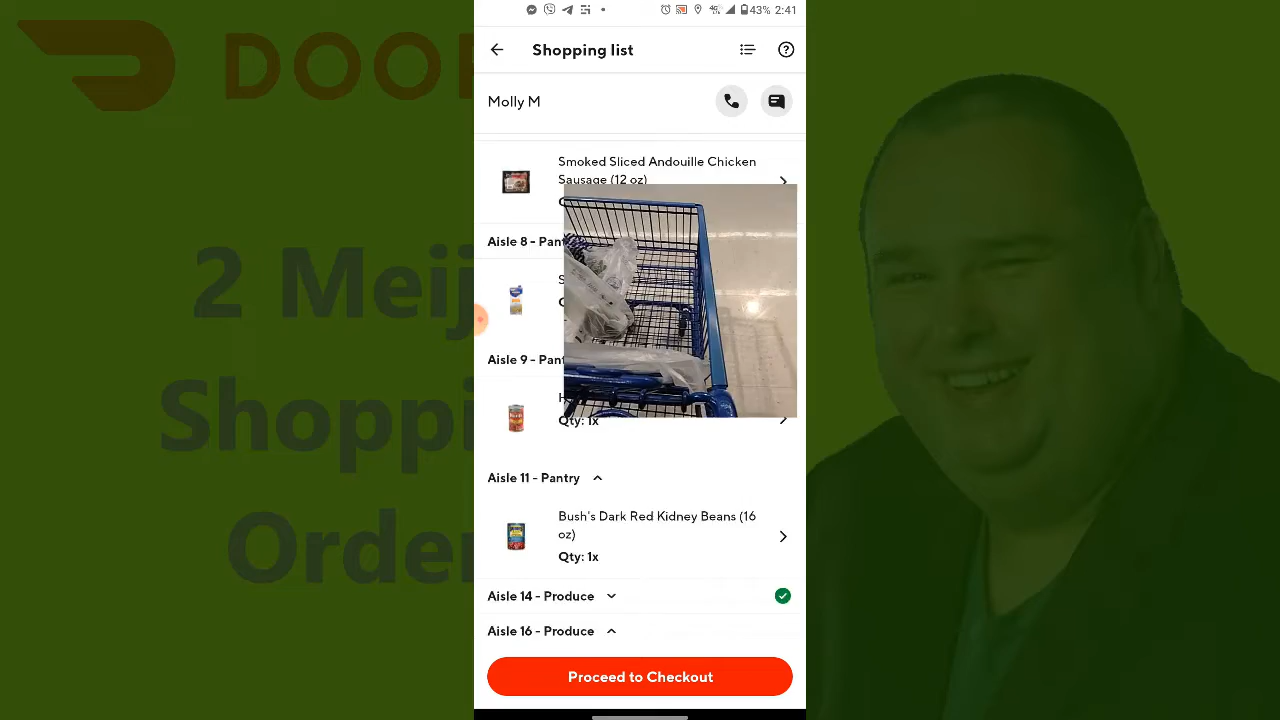 43% 2:41
Shopping list
Molly M
Smoked Sliced Andouille Chicken
Sausage (12 oz)
Aisle 8 - Pant
Aisle 9 - Pant
Qty: 1x
Aisle 11 - Pantry
Bush's Dark Red Kidney Beans (16
oz)
Qty: 1x
Aisle 14 - Produce
Aisle 16 - Produce
Proceed to Checkout
DOO
2 Meij
Shoppi
Order